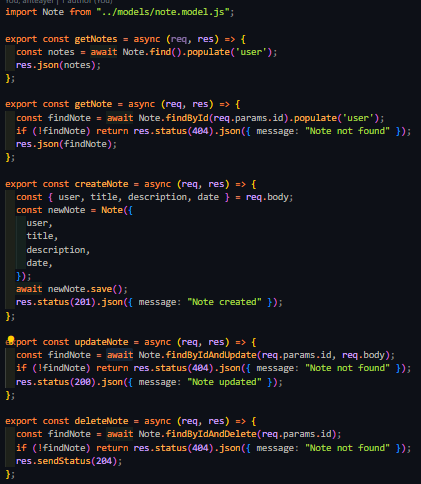 You, anteayer | 1 author (You)
import Note from "../models/note.model.js";
export const getNotes = async (req, res) => {
  const notes = await Note.find().populate('user');
  res.json(notes);
};
export const getNote = async (req, res) => {
  const findNote = await Note.findById(req.params.id).populate('user');
  if (!findNote) return res.status(404).json({ message: "Note not found" });
  res.json(findNote);
};
export const createNote = async (req, res) => {
  const { user, title, description, date } = req.body;
  const newNote = Note({
    user,
    title,
    description,
    date,
  });
  await newNote.save();
  res.status(201).json({ message: "Note created" });
};
export const updateNote = async (req, res) => {
  const findNote = await Note.findByIdAndUpdate(req.params.id, req.body);
  if (!findNote) return res.status(404).json({ message: "Note not found" });
  res.status(200).json({ message: "Note updated" });
};
export const deleteNote = async (req, res) => {
  const findNote = await Note.findByIdAndDelete(req.params.id);
  if (!findNote) return res.status(404).json({ message: "Note not found" });
  res.sendStatus(204);
};